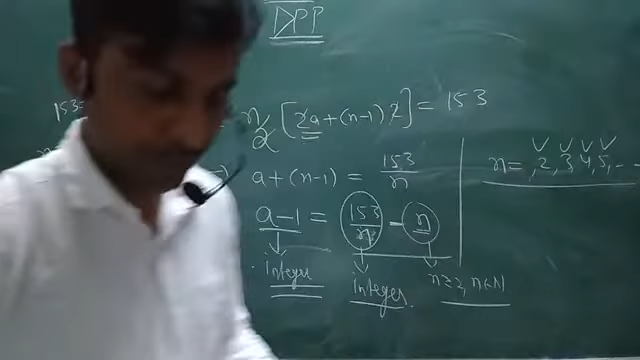 DPP
153=
n/2 [2a+(n-1)2] = 153
a+(n-1) = 153/n
n= ,2,3,4,5,--
a-1 = 153/n - n
integer integer n≥2, n∈N